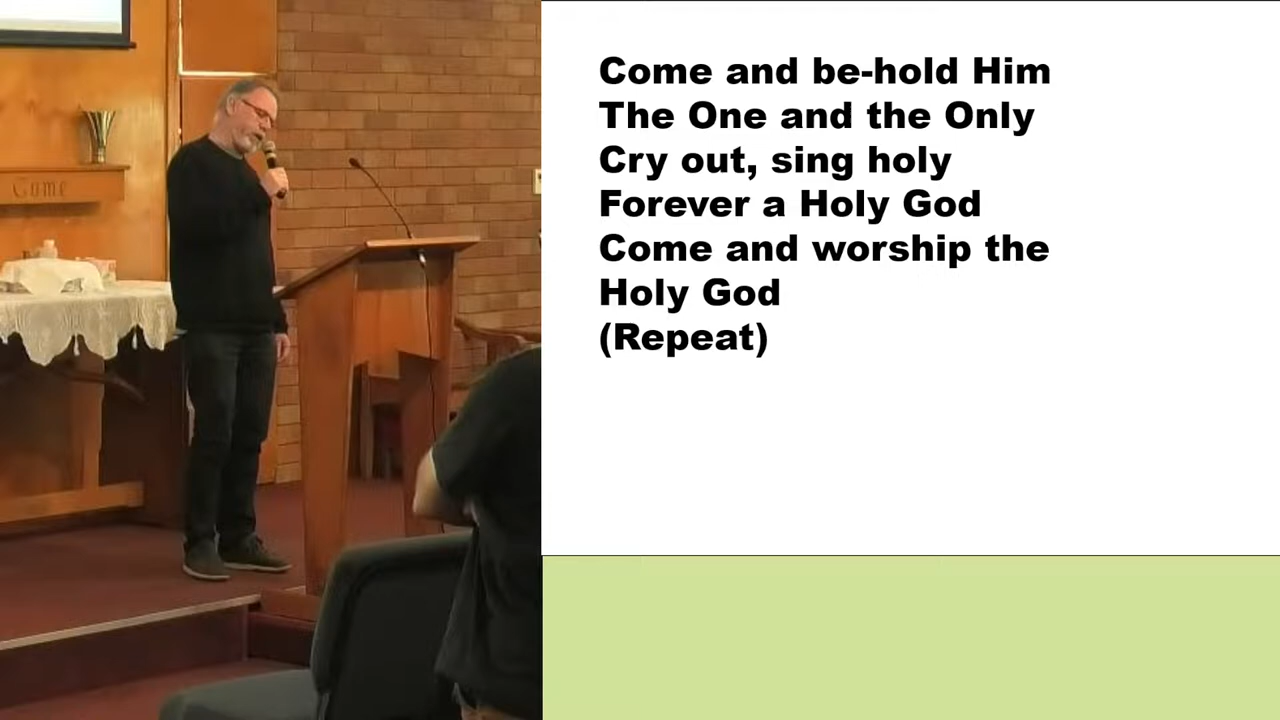 Come
Come and be-hold Him
The One and the Only
Cry out, sing holy
Forever a Holy God
Come and worship the
Holy God
(Repeat)